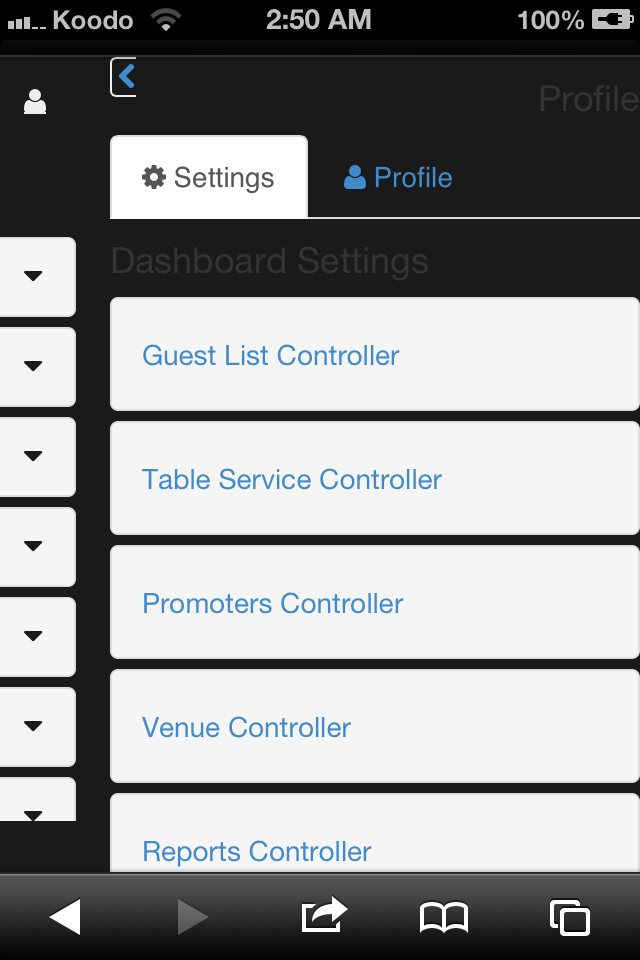 Koodo 2:50 AM 100%
Profile
Settings Profile
Dashboard Settings
Guest List Controller
Table Service Controller
Promoters Controller
Venue Controller
Reports Controller